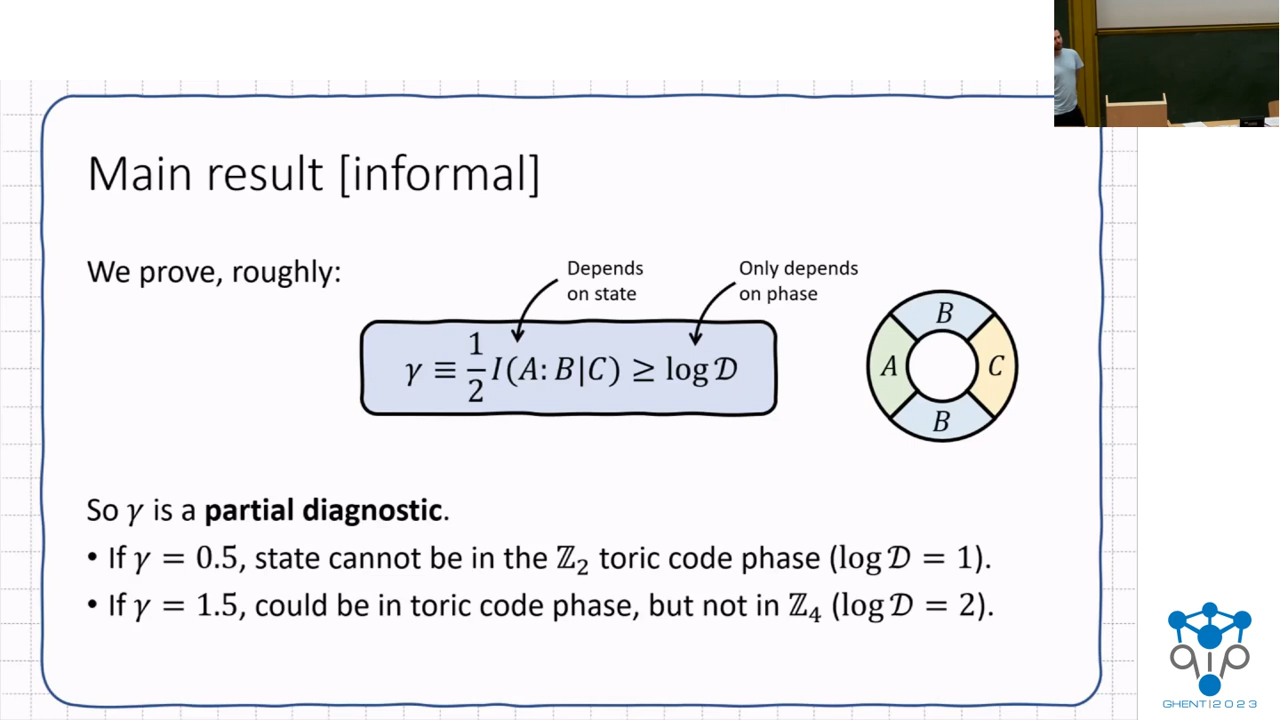 Main result [informal]
We prove, roughly:
Depends
on state
Only depends
on phase
γ ≡ 1/2 I(A: B|C) ≥ log 𝒟
B
A
C
B
So γ is a partial diagnostic.
• If γ = 0.5, state cannot be in the ℤ₂ toric code phase (log 𝒟 = 1).
• If γ = 1.5, could be in toric code phase, but not in ℤ₄ (log 𝒟 = 2).
qip
GHENT|2023